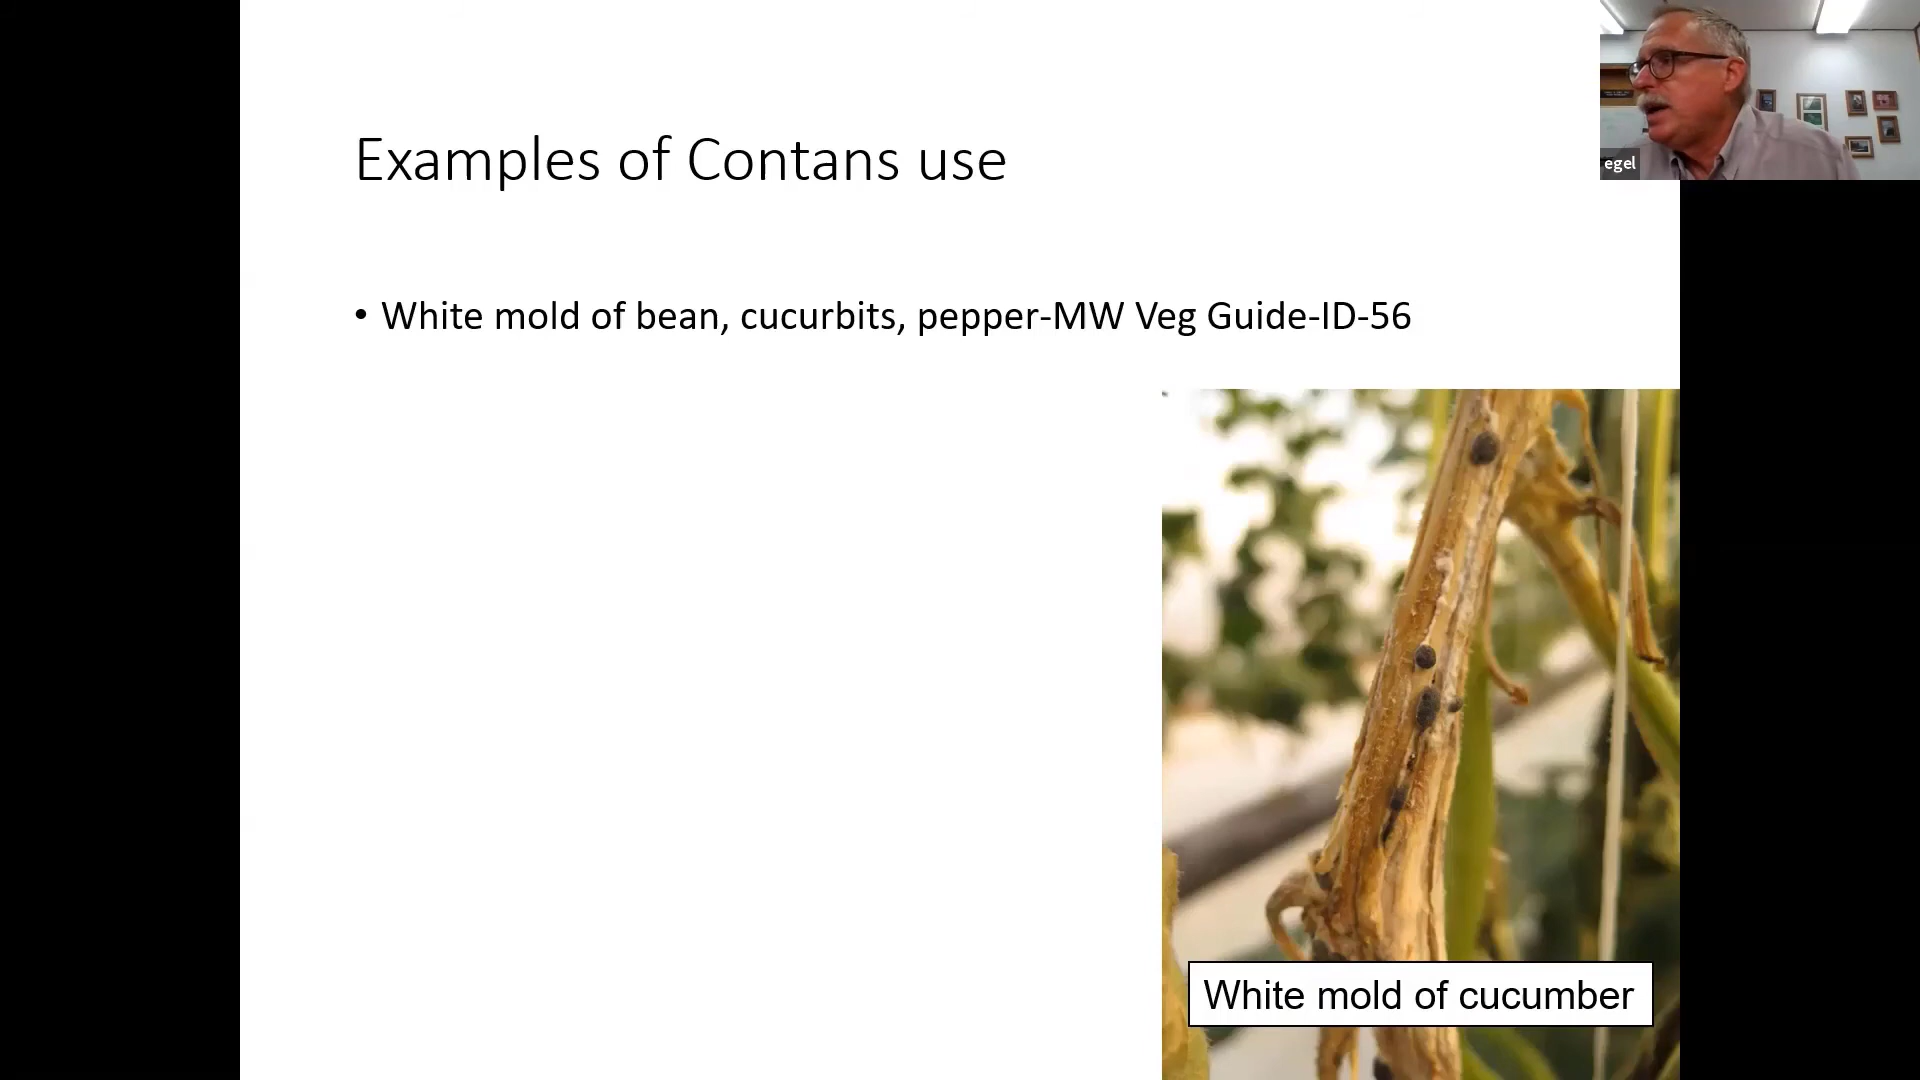 Examples of Contans use
egel
• White mold of bean, cucurbits, pepper-MW Veg Guide-ID-56
White mold of cucumber